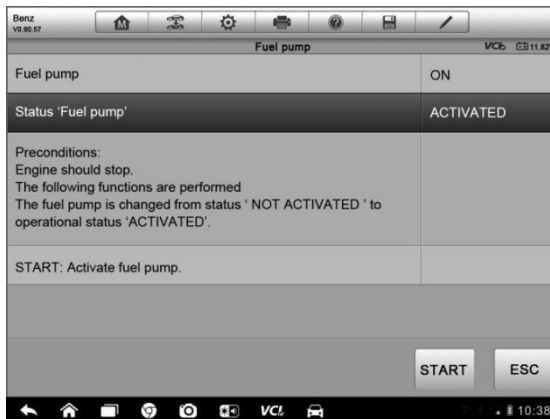 Benz
V0.90.57
Fuel pump
VCI 11.82V
Fuel pump ON
Status 'Fuel pump' ACTIVATED
Preconditions:
Engine should stop.
The following functions are performed
The fuel pump is changed from status ' NOT ACTIVATED ' to
operational status 'ACTIVATED'.
START: Activate fuel pump.
START ESC
VCI 10:38